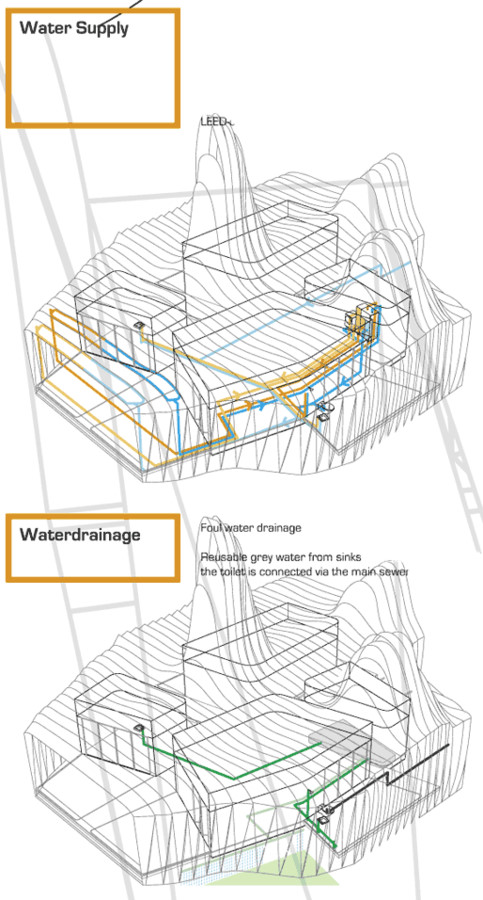 Water Supply
LEED
Waterdrainage
Foul water drainage
Reusable grey water from sinks
the toilet is connected via the main sewer